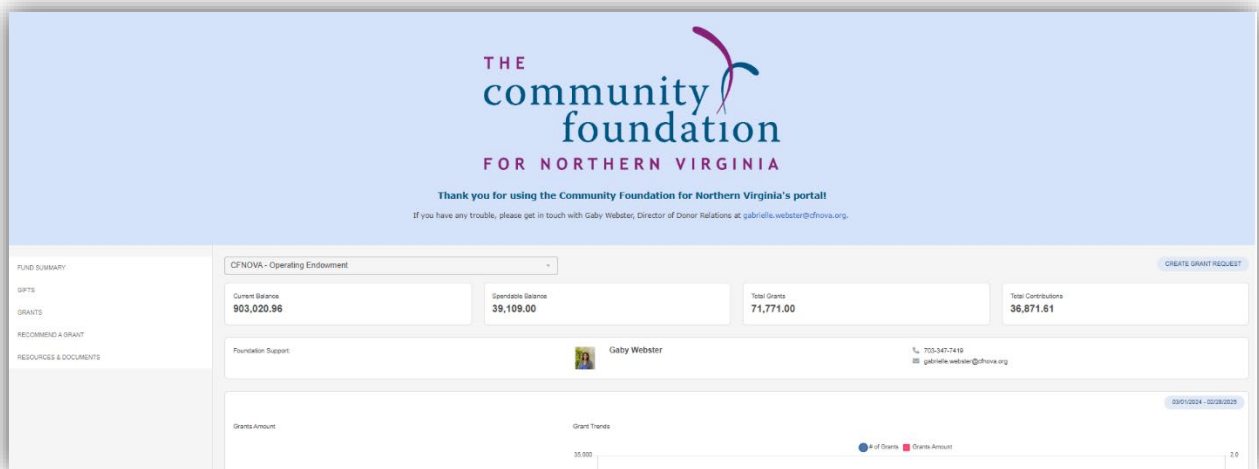 THE
community
foundation
FOR NORTHERN VIRGINIA
Thank you for using the Community Foundation for Northern Virginia's portal!
If you have any trouble, please get in touch with Gaby Webster, Director of Donor Relations at gabrielle.webster@cfnova.org.
FUND SUMMARY
GIFTS
GRANTS
RECOMMEND A GRANT
RESOURCES & DOCUMENTS
CFNOVA - Operating Endowment
CREATE GRANT REQUEST
Current Balance
903,020.96
Spendable Balance
39,109.00
Total Grants
71,771.00
Total Contributions
36,871.61
Foundation Support
Gaby Webster
703-347-7419
gabrielle.webster@cfnova.org
03/01/2024 - 02/28/2025
Grants Amount
Grant Trends
# of Grants
Grants Amount
35,000
2.0